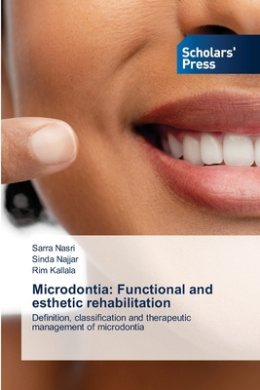 Scholars'
Press
Sarra Nasri
Sinda Najjar
Rim Kallala
Microdontia: Functional and
esthetic rehabilitation
Definition, classification and therapeutic
management of microdontia